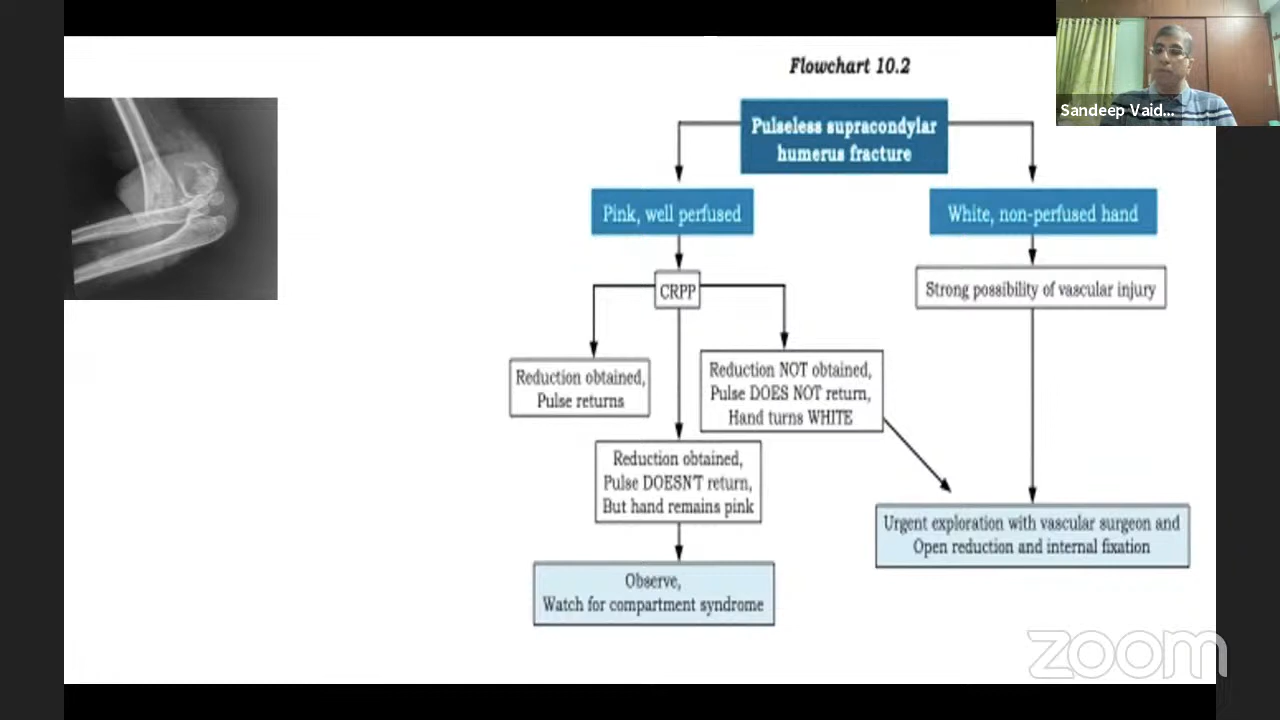 Flowchart 10.2
Sandeep Vaid...
Pulseless supracondylar
humerus fracture
Pink, well perfused
White, non-perfused hand
CRPP
Strong possibility of vascular injury
Reduction obtained,
Pulse returns
Reduction NOT obtained,
Pulse DOES NOT return,
Hand turns WHITE
Reduction obtained,
Pulse DOESN'T return,
But hand remains pink
Urgent exploration with vascular surgeon and
Open reduction and internal fixation
Observe,
Watch for compartment syndrome
zoom